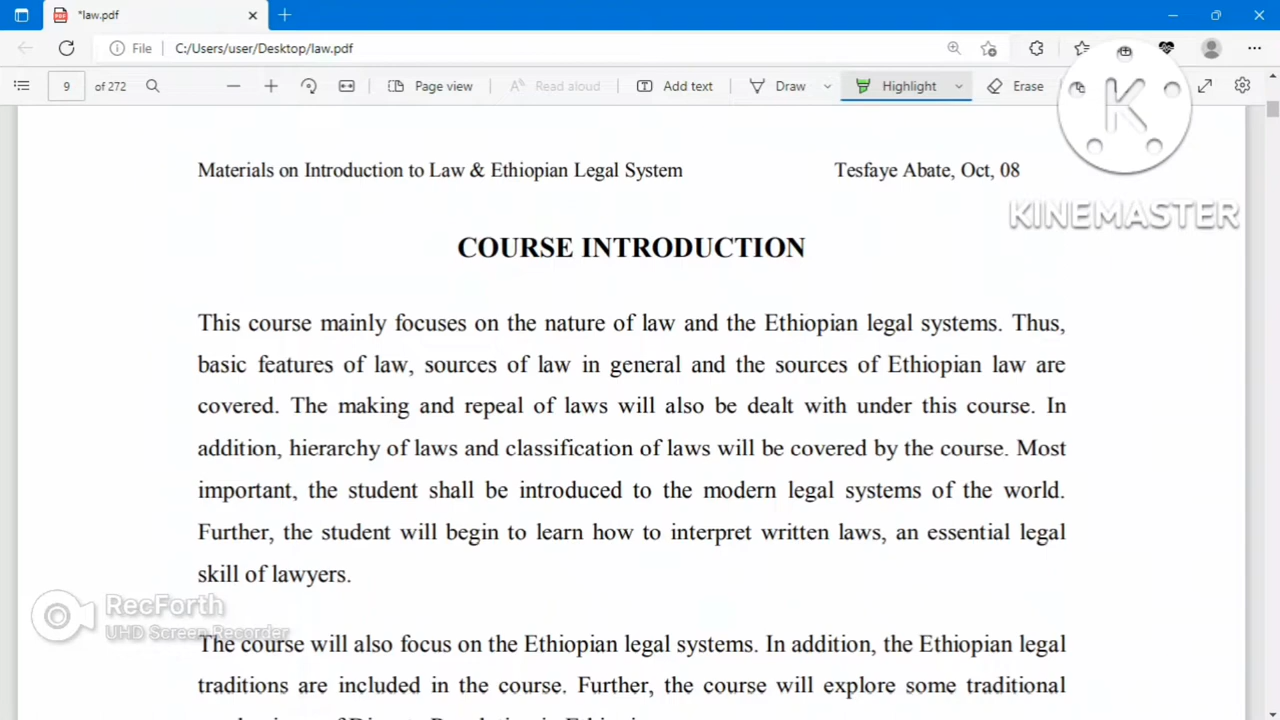 *law.pdf
File
C:/Users/user/Desktop/law.pdf
9
of 272
Page view
Read aloud
Add text
Draw
Highlight
Erase
K
KINEMASTER
Materials on Introduction to Law & Ethiopian Legal System
Tesfaye Abate, Oct, 08
COURSE INTRODUCTION
This course mainly focuses on the nature of law and the Ethiopian legal systems. Thus,
basic features of law, sources of law in general and the sources of Ethiopian law are
covered. The making and repeal of laws will also be dealt with under this course. In
addition, hierarchy of laws and classification of laws will be covered by the course. Most
important, the student shall be introduced to the modern legal systems of the world.
Further, the student will begin to learn how to interpret written laws, an essential legal
skill of lawyers.
RecForth
UHD Screen Recorder
The course will also focus on the Ethiopian legal systems. In addition, the Ethiopian legal
traditions are included in the course. Further, the course will explore some traditional